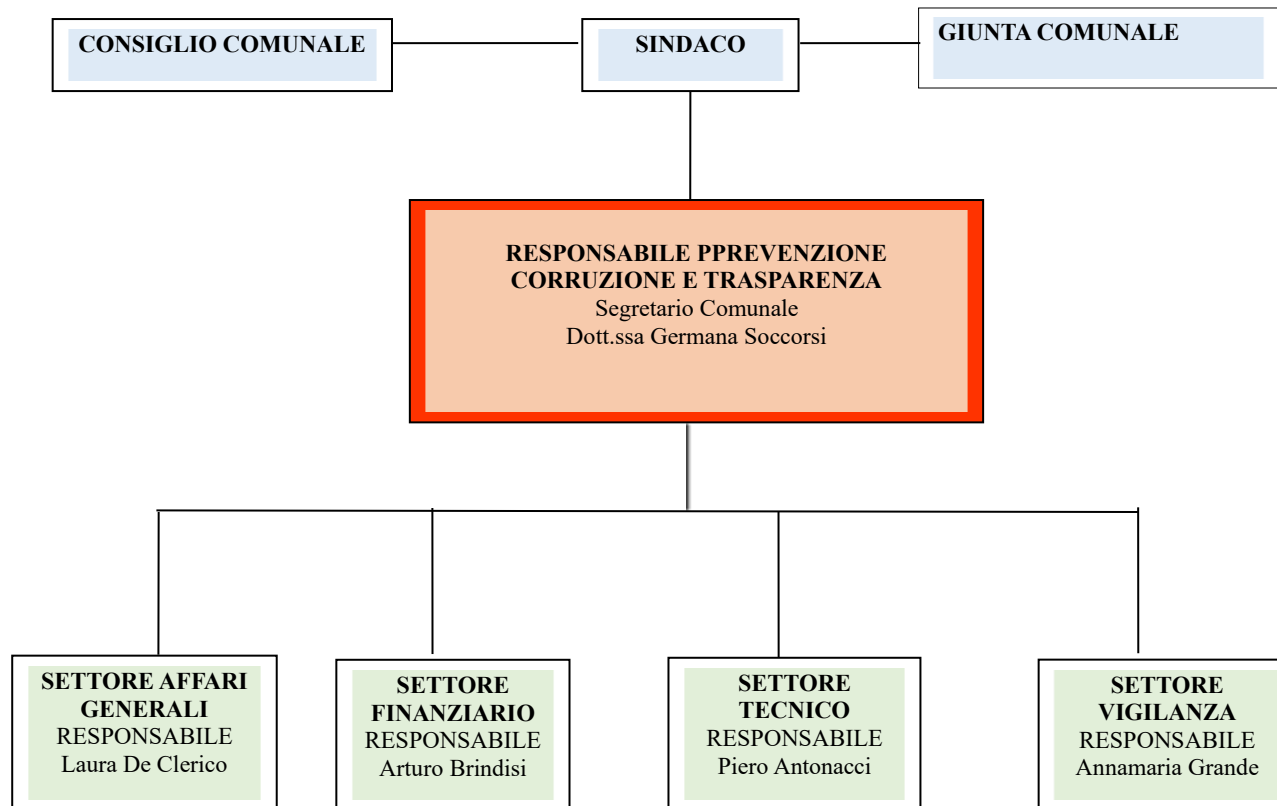 CONSIGLIO COMUNALE
SINDACO
GIUNTA COMUNALE
RESPONSABILE PPREVENZIONE
CORRUZIONE E TRASPARENZA
Segretario Comunale
Dott.ssa Germana Soccorsi
SETTORE AFFARI
GENERALI
RESPONSABILE
Laura De Clerico
SETTORE
FINANZIARIO
RESPONSABILE
Arturo Brindisi
SETTORE
TECNICO
RESPONSABILE
Piero Antonacci
SETTORE
VIGILANZA
RESPONSABILE
Annamaria Grande